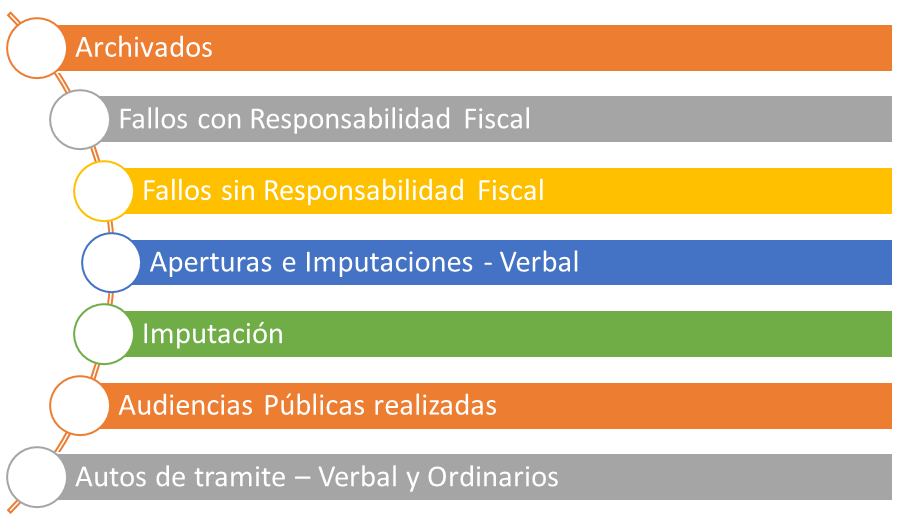 Archivados
Fallos con Responsabilidad Fiscal
Fallos sin Responsabilidad Fiscal
Aperturas e Imputaciones - Verbal
Imputación
Audiencias Públicas realizadas
Autos de tramite – Verbal y Ordinarios